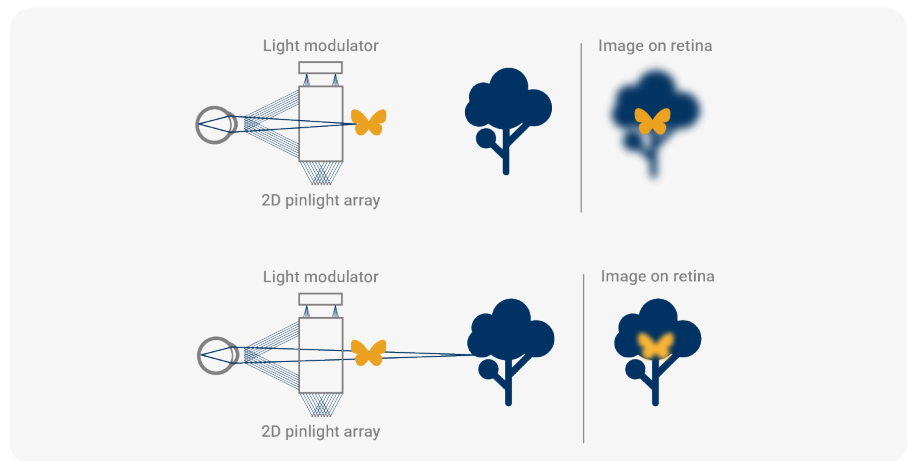 Light modulator
Image on retina
2D pinlight array
Light modulator
Image on retina
2D pinlight array